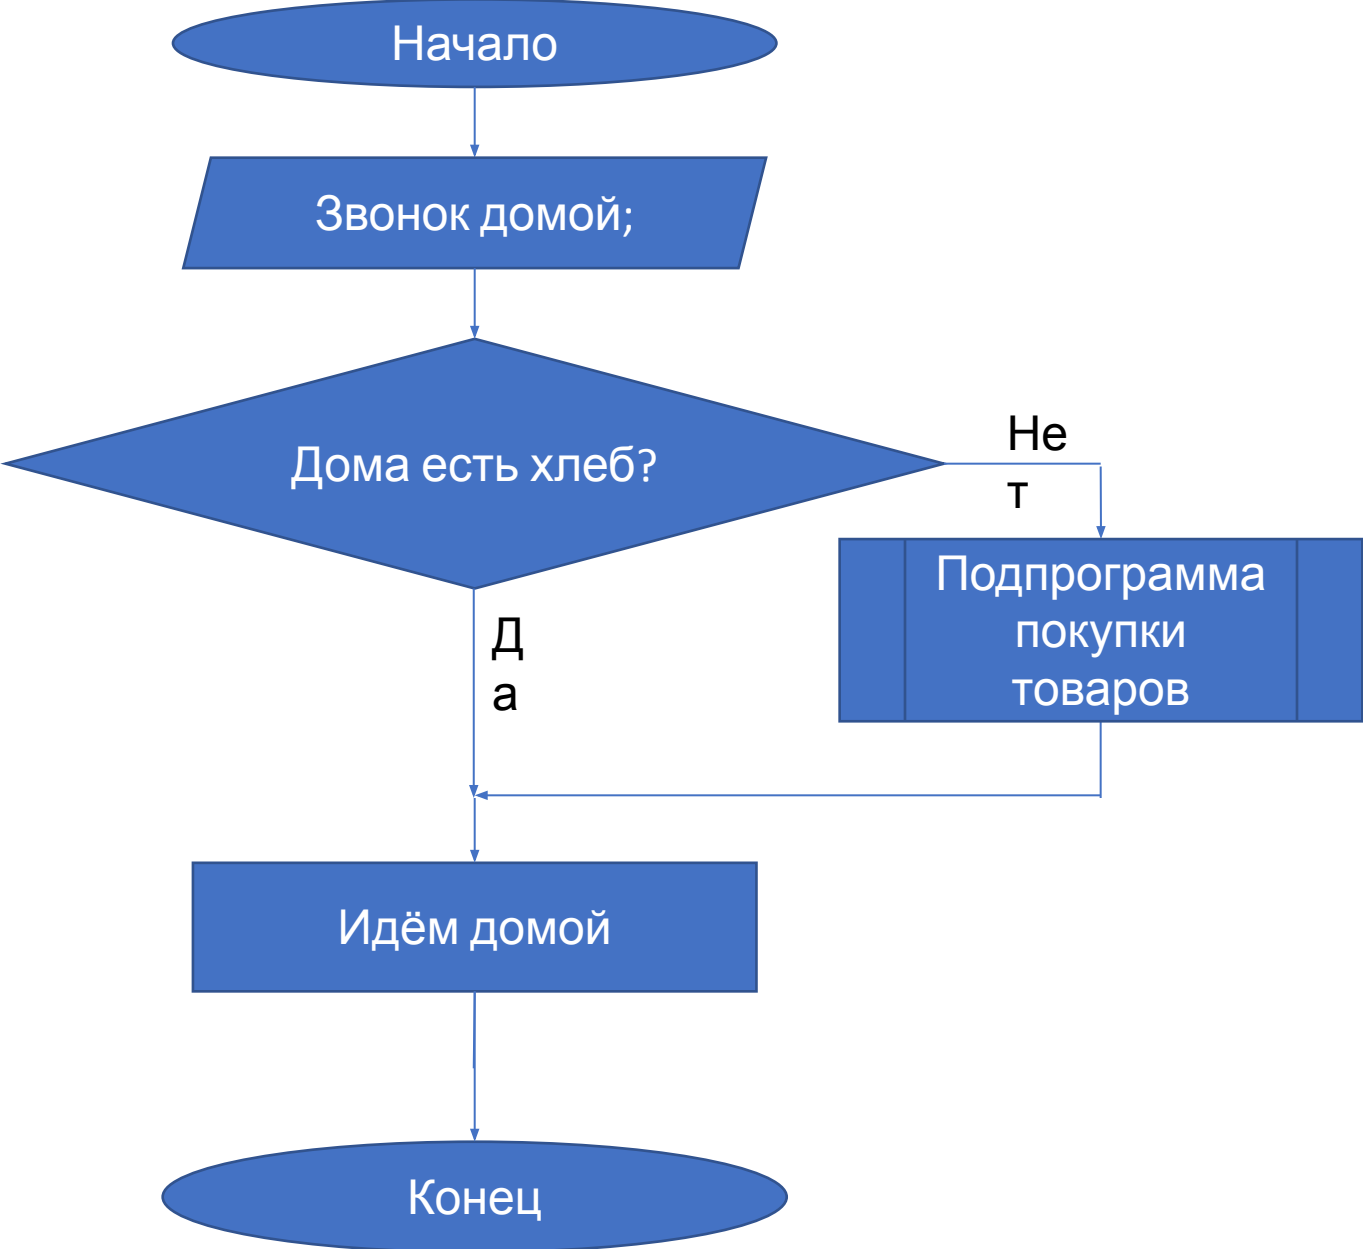 Начало
Звонок домой;
Дома есть хлеб?
Не
т
Подпрограмма
покупки
товаров
Д
а
Идём домой
Конец